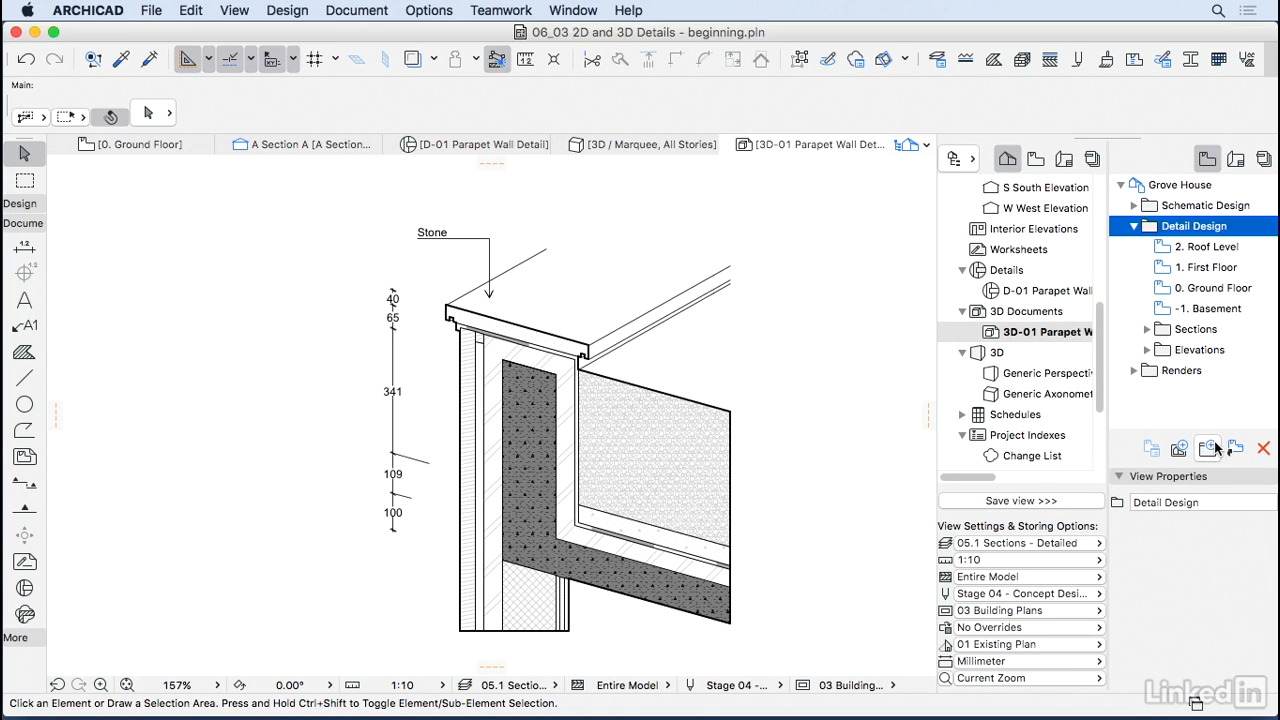 ARCHICAD File Edit View Design Document Options Teamwork Window Help
06_03 2D and 3D Details - beginning.pln
Main:
[0. Ground Floor] A Section A [A Section... [D-01 Parapet Wall Detail] [3D / Marquee, All Stories] [3D-01 Parapet Wall Det...
Design
Docume
More
Stone
40
65
341
109
100
S South Elevation
W West Elevation
Interior Elevations
Worksheets
Details
D-01 Parapet Wal
3D Documents
3D-01 Parapet W
3D
Generic Perspecti
Generic Axonomet
Schedules
Project Indexes
Change List
Save view >>>
View Settings & Storing Options:
05.1 Sections - Detailed
1:10
Entire Model
Stage 04 - Concept Desi...
03 Building Plans
No Overrides
01 Existing Plan
Millimeter
Current Zoom
Grove House
Schematic Design
Detail Design
2. Roof Level
1. First Floor
0. Ground Floor
-1. Basement
Sections
Elevations
Renders
View Properties
Detail Design
157% 0.00° 1:10 05.1 Sectio... Entire Model Stage 04 -... 03 Building...
Click an Element or Draw a Selection Area. Press and Hold Ctrl+Shift to Toggle Element/Sub-Element Selection.
LinkedIn